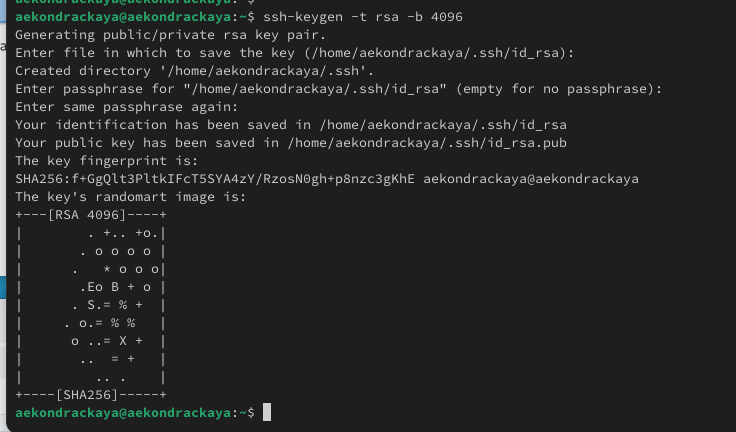 aekondrackaya@aekondrackaya:~$
aekondrackaya@aekondrackaya:~$ ssh-keygen -t rsa -b 4096
Generating public/private rsa key pair.
Enter file in which to save the key (/home/aekondrackaya/.ssh/id_rsa):
Created directory '/home/aekondrackaya/.ssh'.
Enter passphrase for "/home/aekondrackaya/.ssh/id_rsa" (empty for no passphrase):
Enter same passphrase again:
Your identification has been saved in /home/aekondrackaya/.ssh/id_rsa
Your public key has been saved in /home/aekondrackaya/.ssh/id_rsa.pub
The key fingerprint is:
SHA256:f+GgQlt3PltkIFcT5SYA4zY/RzosN0gh+p8nzc3gKhE aekondrackaya@aekondrackaya
The key's randomart image is:
+---[RSA 4096]----+
|        . +.. +o.|
|       . o o o o |
|      .   * o o o|
|       .Eo B + o |
|      . S.= % +  |
|     . o.= % %   |
|      o ..= X +  |
|       ..  = +   |
|         .. .    |
+----[SHA256]-----+
aekondrackaya@aekondrackaya:~$